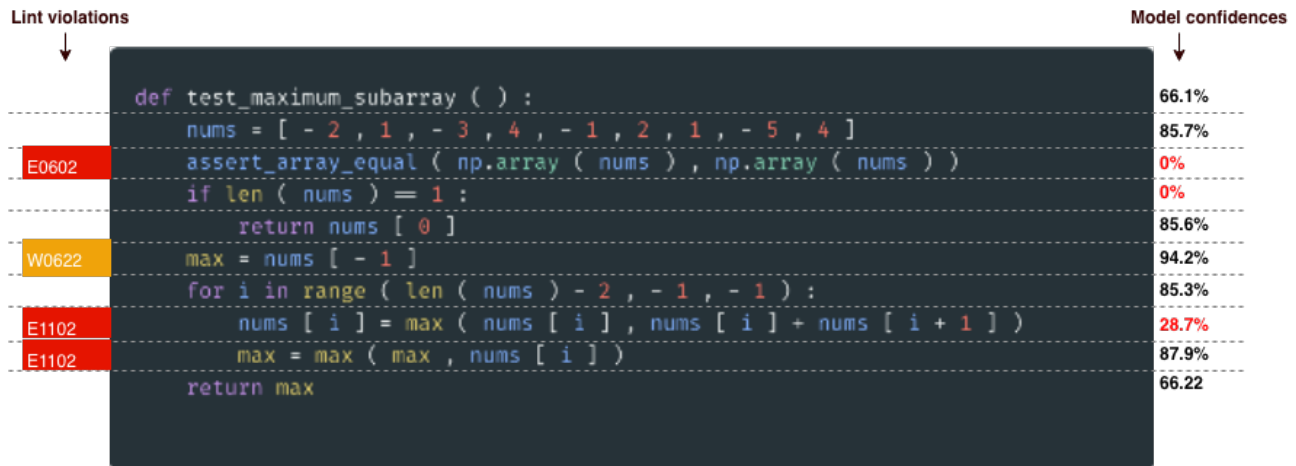 Lint violations Model confidences
def test_maximum_subarray ( ) : 66.1%
nums = [ - 2 , 1 , - 3 , 4 , - 1 , 2 , 1 , - 5 , 4 ] 85.7%
E0602 assert_array_equal ( np.array ( nums ) , np.array ( nums ) ) 0%
if len ( nums ) == 1 : 0%
return nums [ 0 ] 85.6%
W0622 max = nums [ - 1 ] 94.2%
for i in range ( len ( nums ) - 2 , - 1 , - 1 ) : 85.3%
E1102 nums [ i ] = max ( nums [ i ] , nums [ i ] + nums [ i + 1 ] ) 28.7%
E1102 max = max ( max , nums [ i ] ) 87.9%
return max 66.22